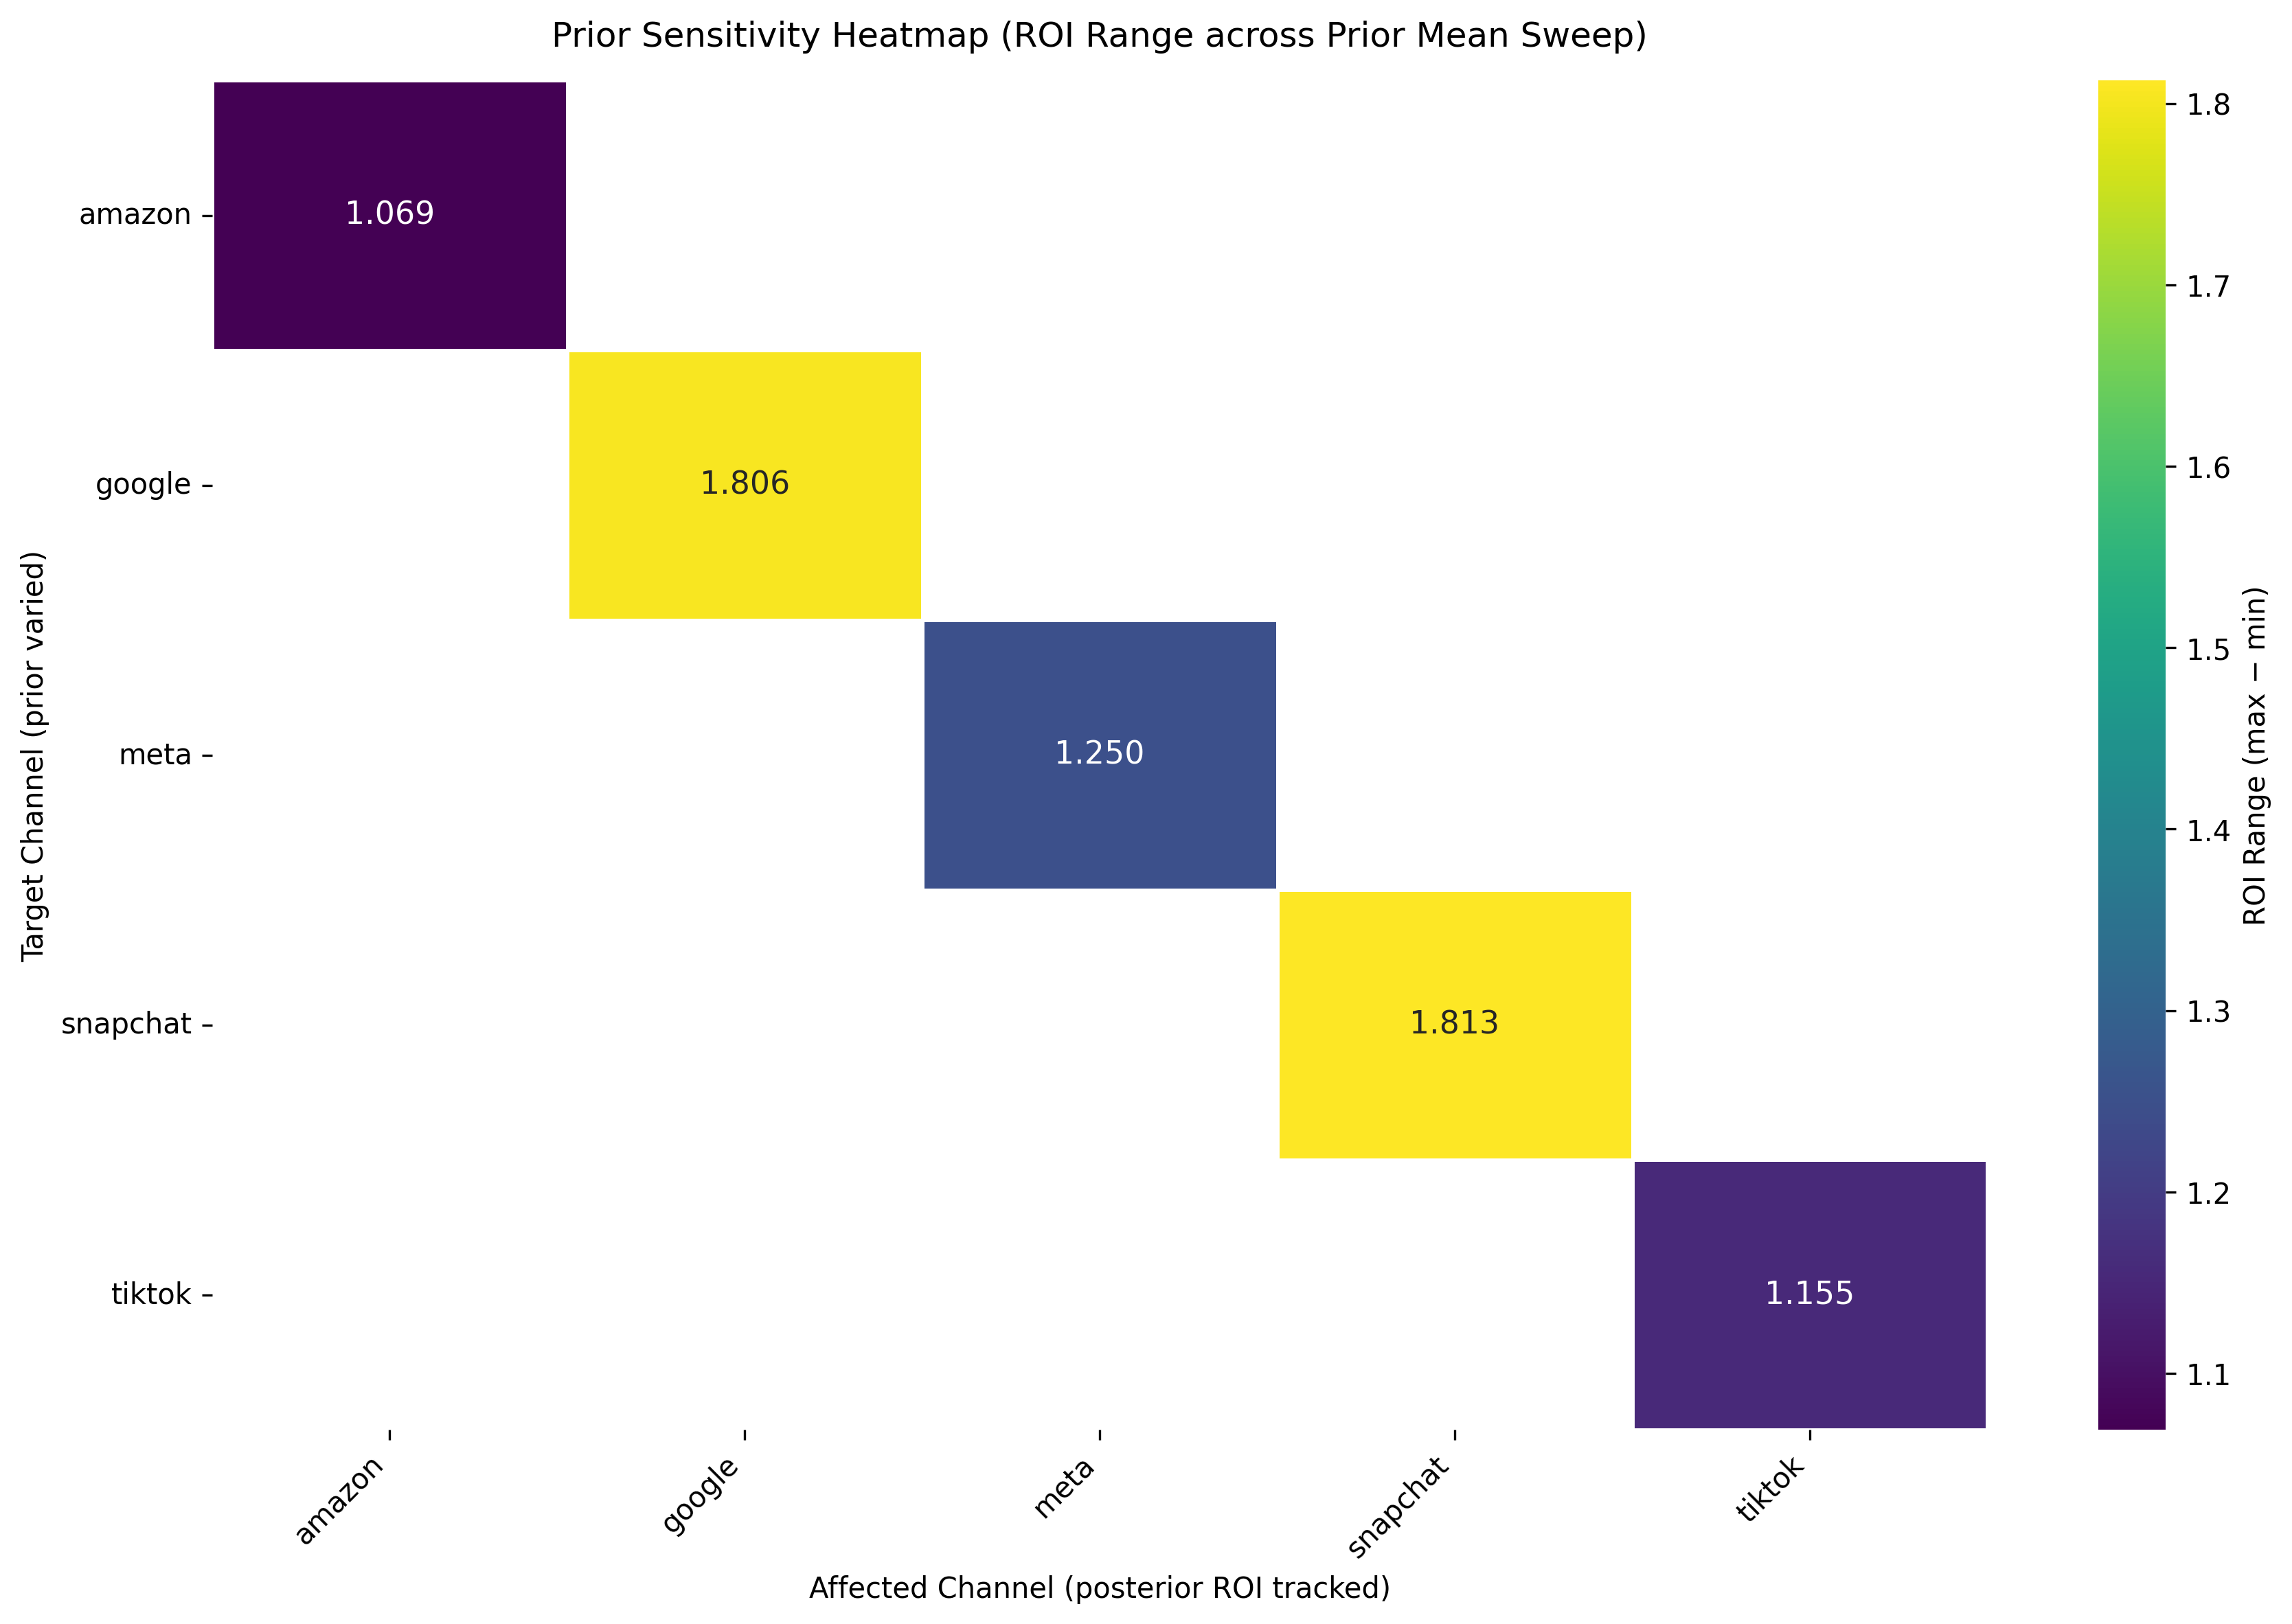 Prior Sensitivity Heatmap (ROI Range across Prior Mean Sweep)
Target Channel (prior varied)
amazon
google
meta
snapchat
tiktok
1.069
1.806
1.250
1.813
1.155
amazon
google
meta
snapchat
tiktok
Affected Channel (posterior ROI tracked)
1.8
1.7
1.6
1.5
1.4
1.3
1.2
1.1
ROI Range (max − min)